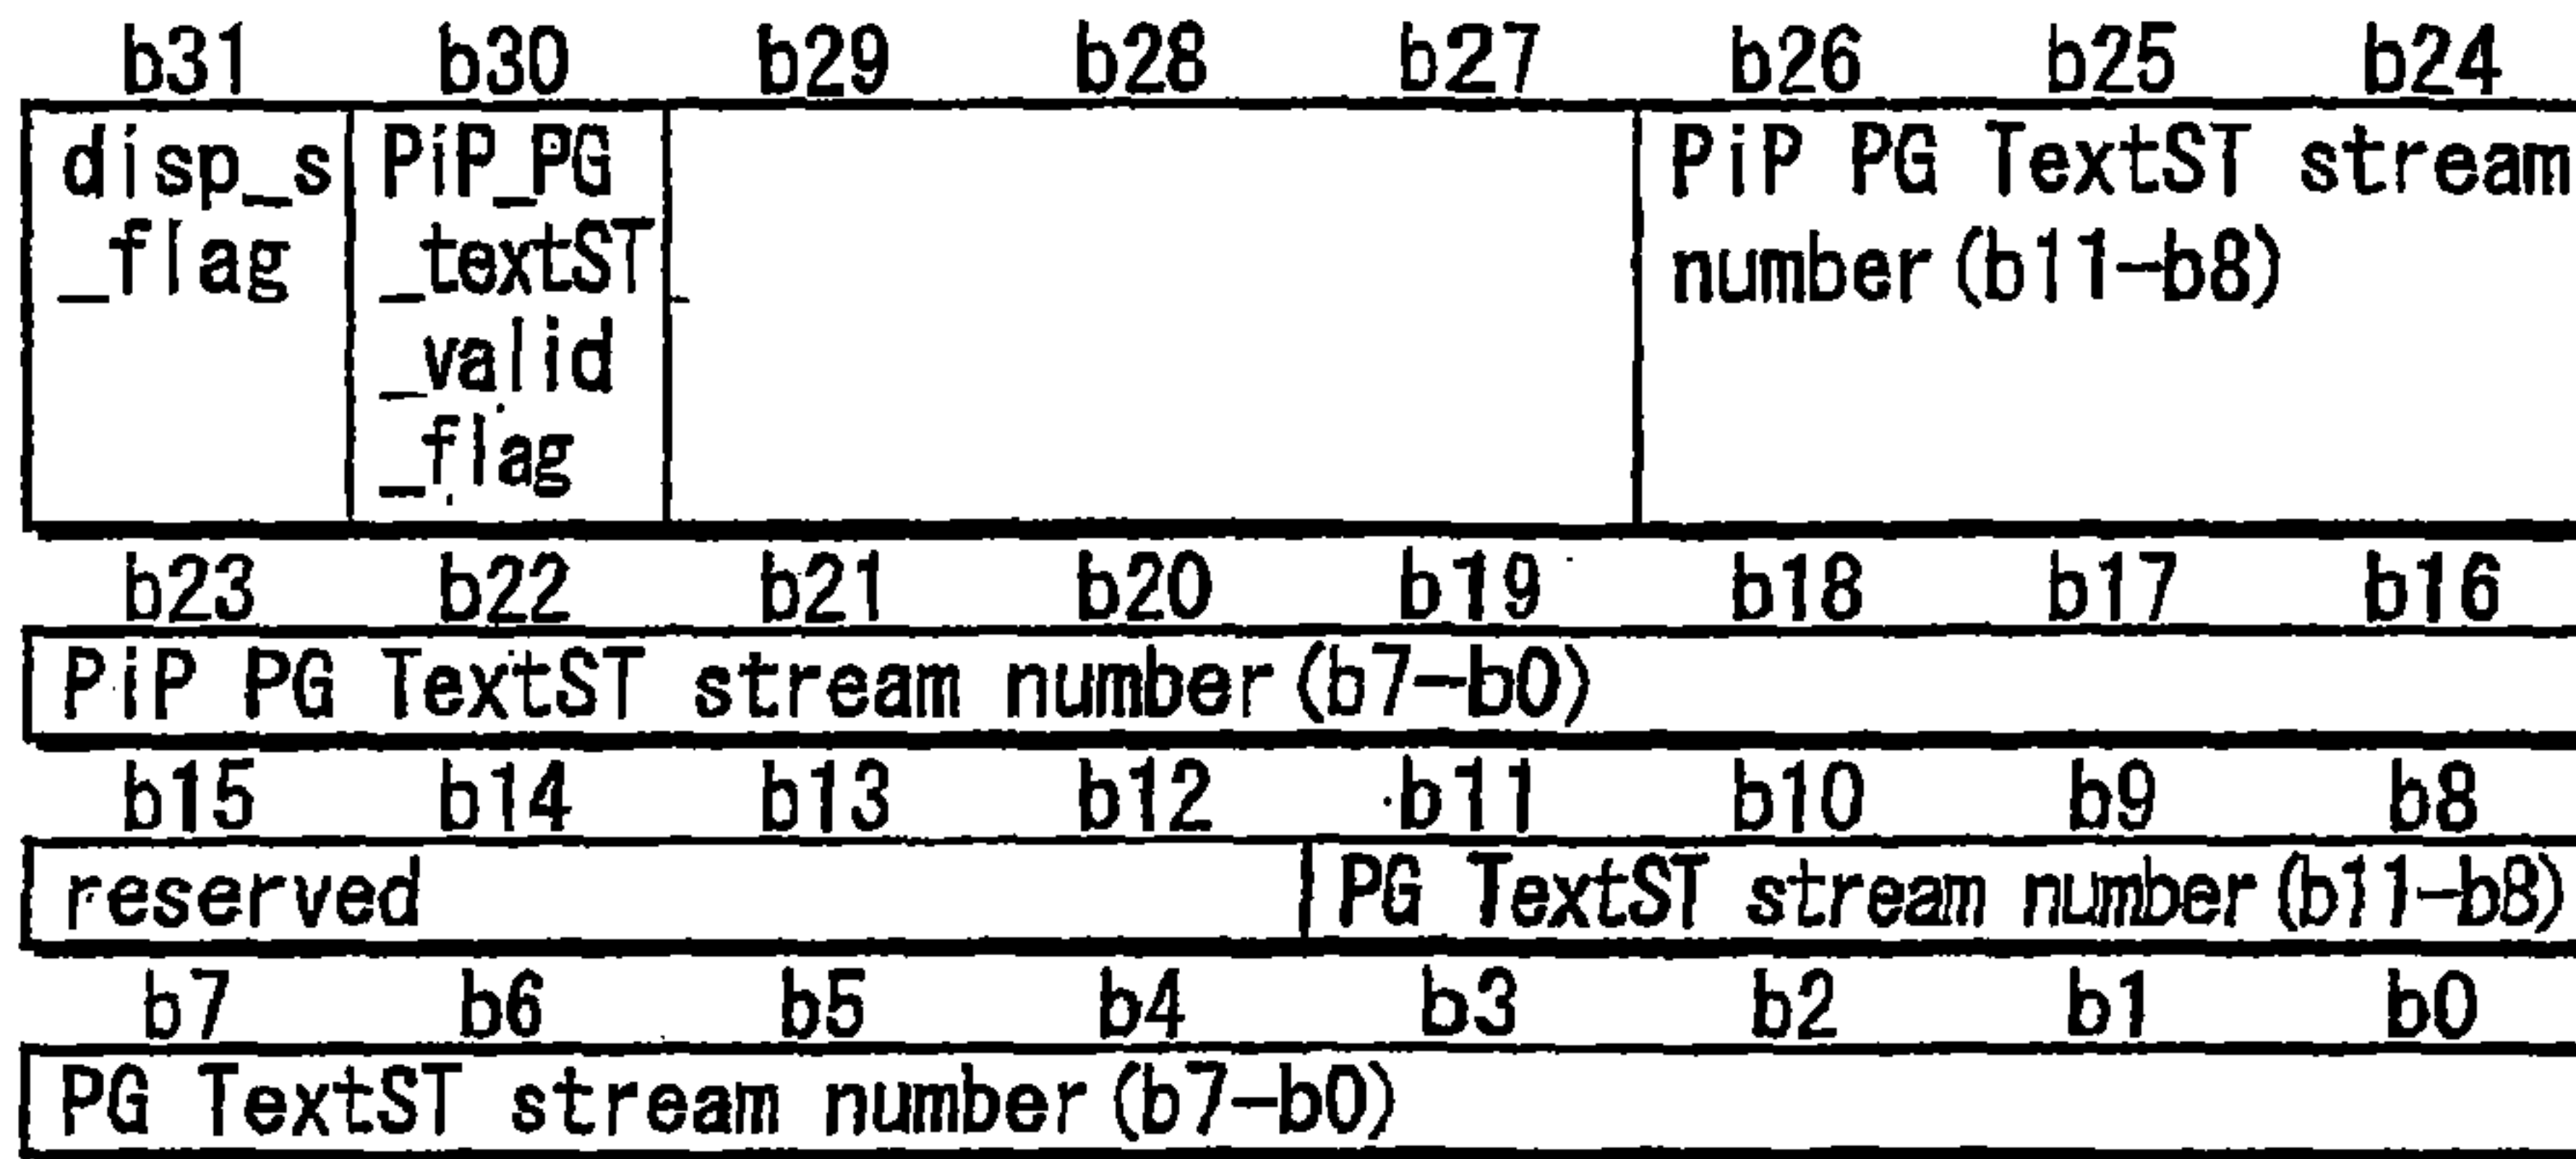 b31 b30 b29 b28 b27 b26 b25 b24
disp_s PiP_PG PiP PG TextST stream
_flag _textST number(b11-b8)
_valid
_flag
b23 b22 b21 b20 b19 b18 b17 b16
PiP PG TextST stream number(b7-b0)
b15 b14 b13 b12 b11 b10 b9 b8
reserved PG TextST stream number(b11-b8)
b7 b6 b5 b4 b3 b2 b1 b0
PG TextST stream number(b7-b0)